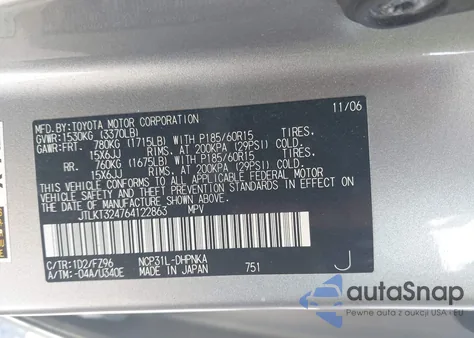 MFD.BY:TOYOTA MOTOR CORPORATION 11/06
GVWR:1530KG (3370LB)
GAWR:FRT. 780KG (1715LB) WITH P185/60R15 TIRES.
15X6JJ RIMS.AT 200KPA (29PSI) COLD.
RR. 760KG (1675LB) WITH P185/60R15 TIRES.
15X6JJ RIMS.AT 200KPA (29PSI) COLD.
THIS VEHICLE CONFORMS TO ALL APPLICABLE FEDERAL MOTOR
VEHICLE SAFETY AND THEFT PREVENTION STANDARDS IN EFFECT
ON THE DATE OF MANUFACTURE SHOWN ABOVE.
JTLKT324764122863 MPV
C/TR:1D2/FZ96 NCP31L-DHPNKA
A/TM:-04A/U340E MADE IN JAPAN 751 J
autoSnap
Available from USA & EU